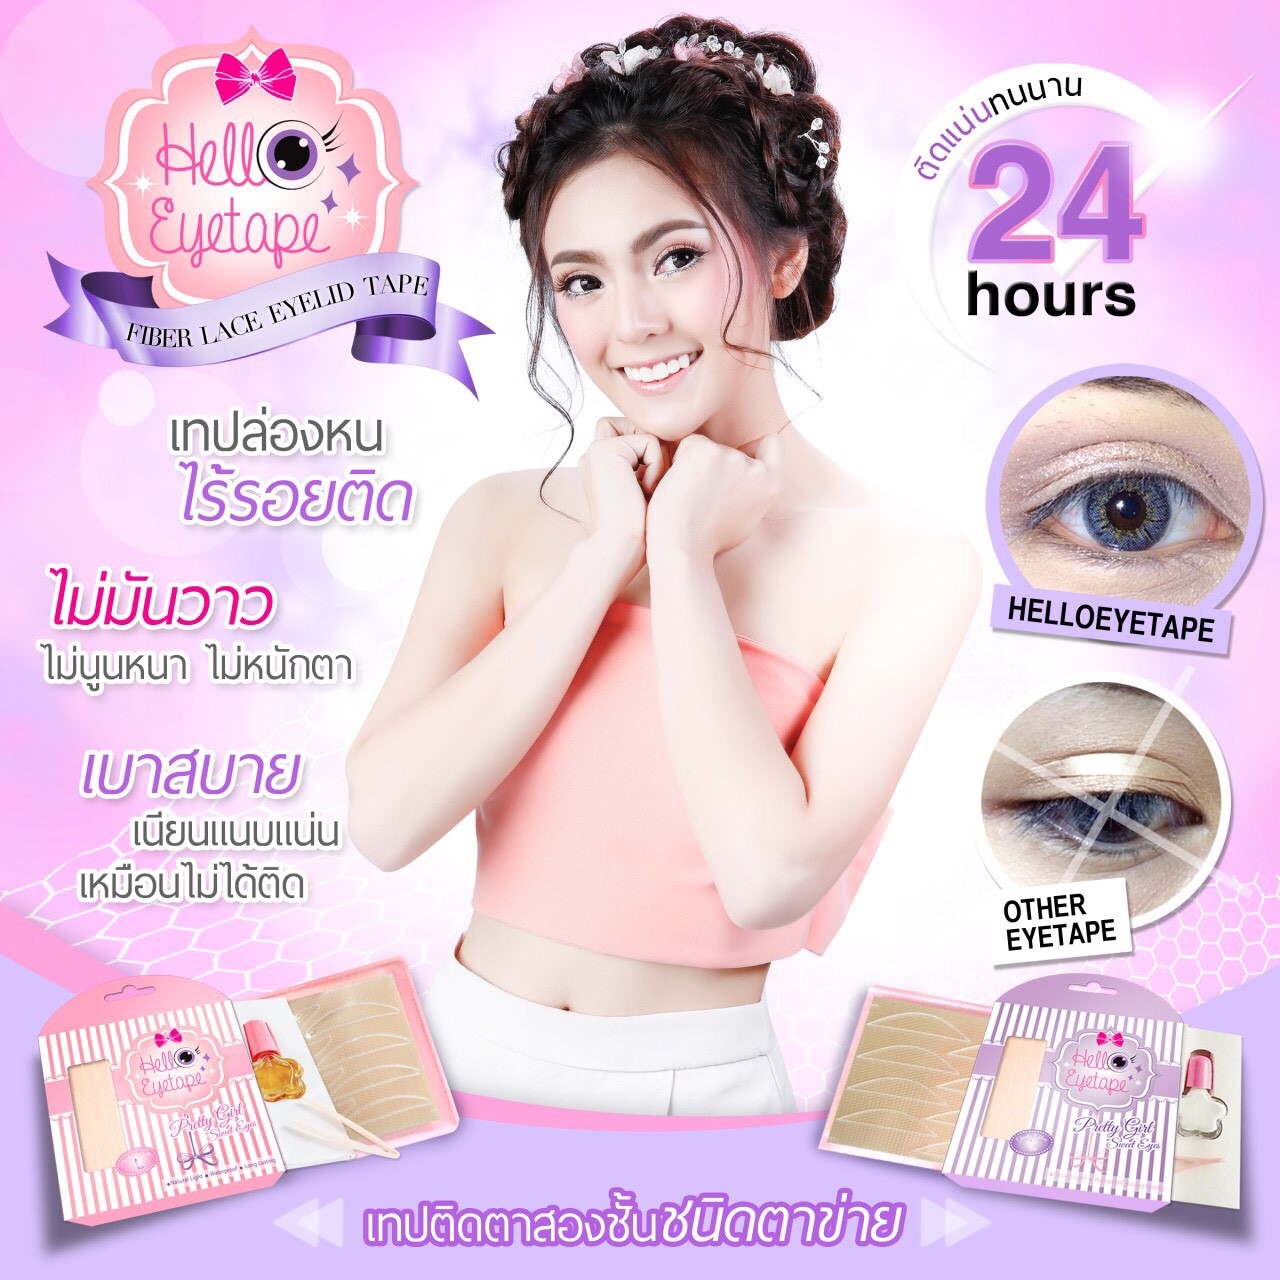 Hello
Eyetape
FIBER LACE EYELID TAPE
ติดแน่นทนนาน
24
hours
เทปล่องหน
ไร้รอยติด
ไม่มันวาว
ไม่นูนหนา ไม่หนักตา
เบาสบาย
เนียนแนบแน่น
เหมือนไม่ได้ติด
HELLOEYETAPE
OTHER
EYETAPE
Hello
Eyetape
Pretty Girl
Sweet Eyes
Natural Light Waterproof Long Lasting
Hello
Eyetape
Pretty Girl
Sweet Eyes
เทปติดตาสองชั้นชนิดตาข่าย